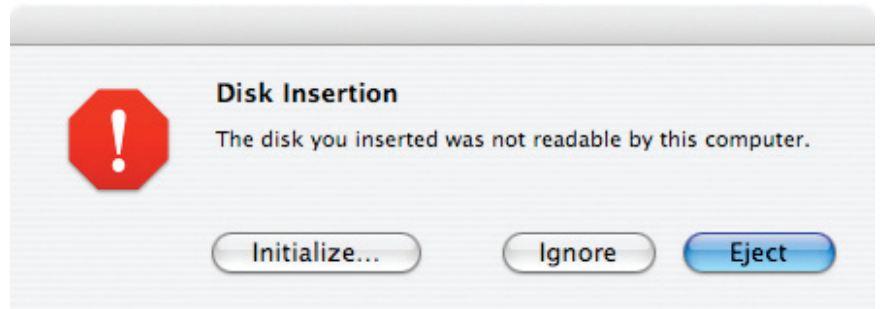 Disk Insertion
The disk you inserted was not readable by this computer.
Initialize... Ignore Eject